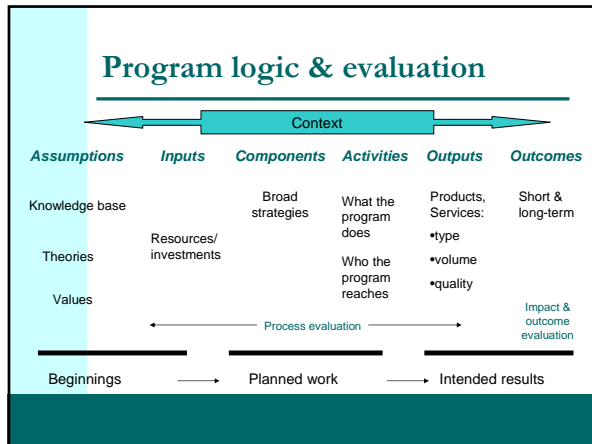 Program logic & evaluation
Context
Assumptions
Inputs
Components
Activities
Outputs
Outcomes
Knowledge base
Theories
Values
Resources/
investments
Broad
strategies
What the
program
does
Who the
program
reaches
Products,
Services:
•type
•volume
•quality
Short &
long-term
Process evaluation
Impact &
outcome
evaluation
Beginnings
Planned work
Intended results